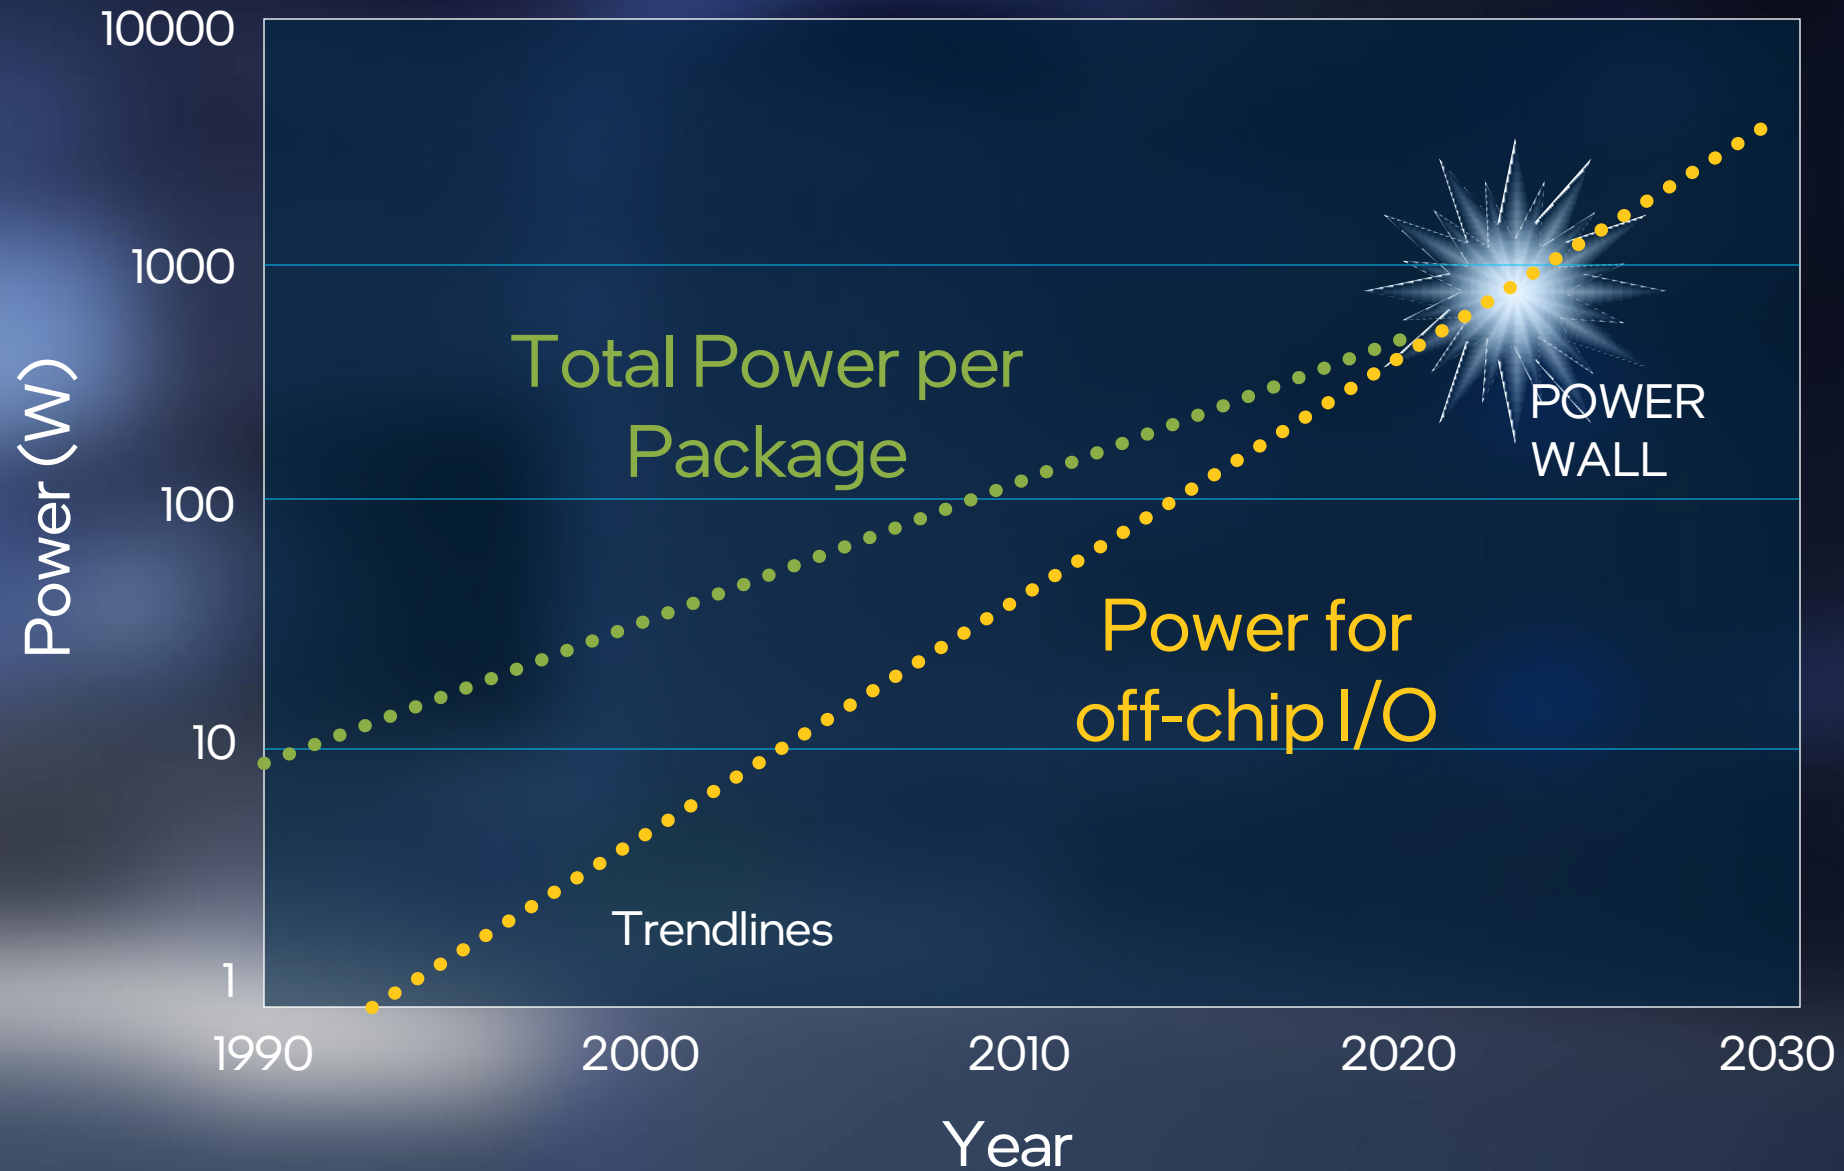 10000
1000
100
10
1
Power (W)
Total Power per
Package
POWER
WALL
Power for
off-chip I/O
Trendlines
1990 2000 2010 2020 2030
Year